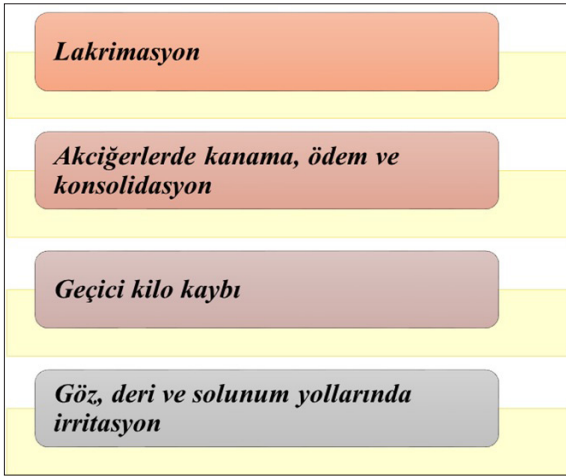 Lakrimasyon
Akciğerlerde kanama, ödem ve
konsolidasyon
Geçici kilo kaybı
Göz, deri ve solunum yollarında
irritasyon